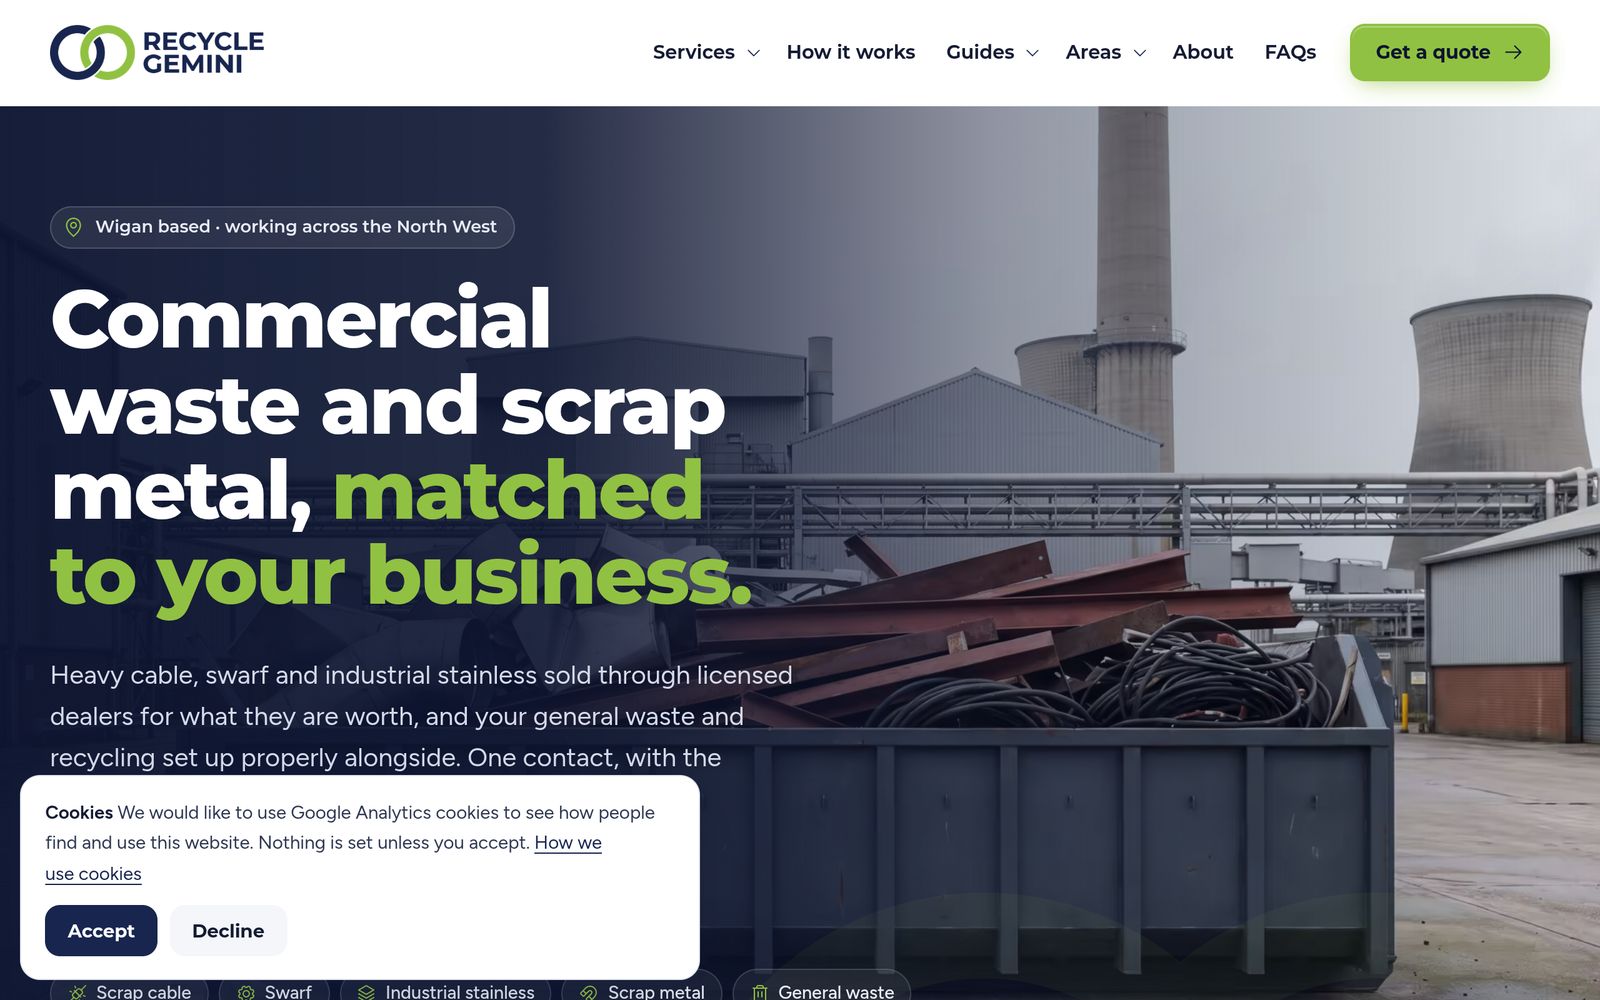 RECYCLE
GEMINI
Services
How it works
Guides
Areas
About
FAQs
Get a quote
Wigan based · working across the North West
Commercial
waste and scrap
metal, matched
to your business.
Heavy cable, swarf and industrial stainless sold through licensed
dealers for what they are worth, and your general waste and
recycling set up properly alongside. One contact, with the
Cookies We would like to use Google Analytics cookies to see how people
find and use this website. Nothing is set unless you accept. How we
use cookies
Accept
Decline
Scrap cable
Swarf
Industrial stainless
Scrap metal
General waste